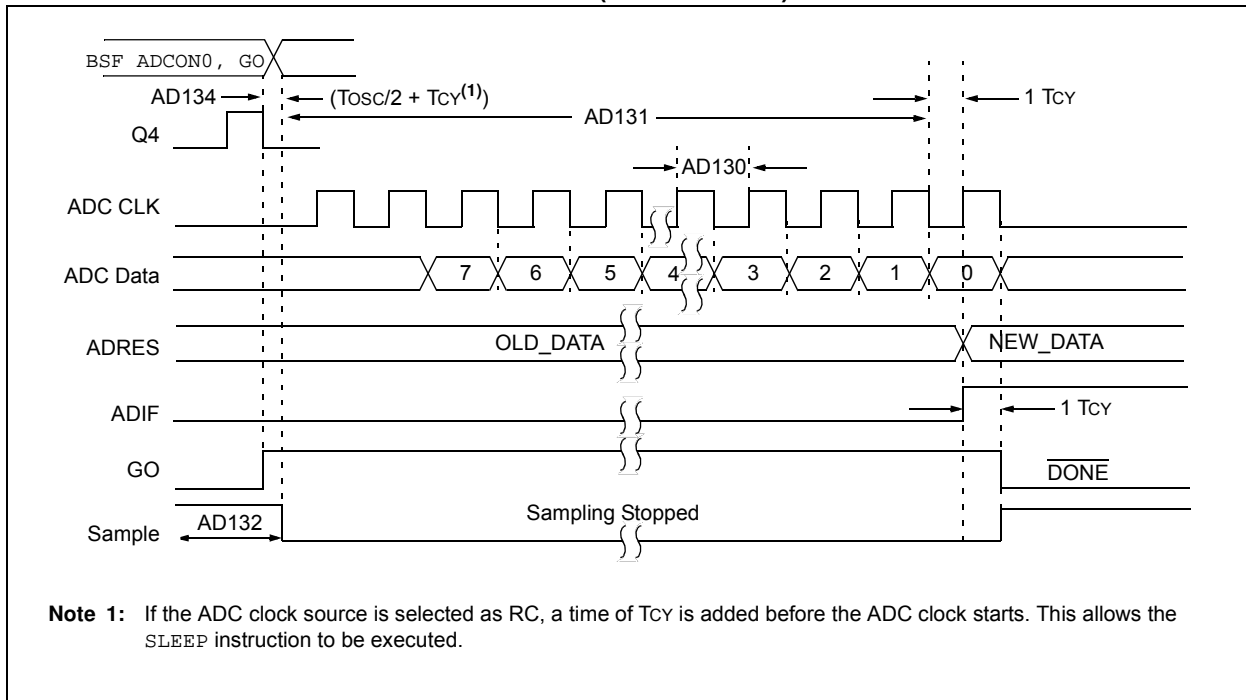 BSF ADCON0, GO
AD134
(TOSC/2 + TCY(1))
1 TCY
AD131
Q4
AD130
ADC CLK
ADC Data
7 6 5 4 3 2 1 0
ADRES
OLD_DATA
NEW_DATA
ADIF
1 TCY
GO
DONE
Sample
AD132
Sampling Stopped
Note 1: If the ADC clock source is selected as RC, a time of TCY is added before the ADC clock starts. This allows the
SLEEP instruction to be executed.